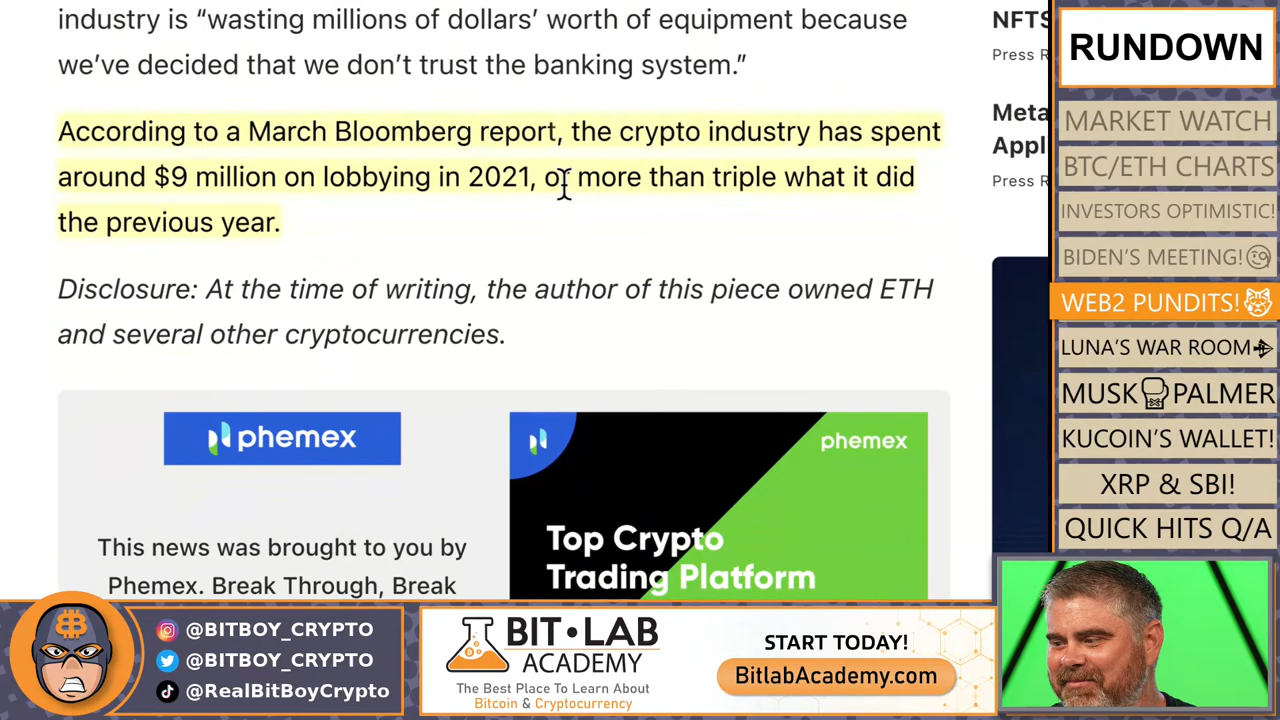 industry is “wasting millions of dollars’ worth of equipment because
we’ve decided that we don’t trust the banking system.”
According to a March Bloomberg report, the crypto industry has spent
around $9 million on lobbying in 2021, or more than triple what it did
the previous year.
Disclosure: At the time of writing, the author of this piece owned ETH
and several other cryptocurrencies.
phemex
This news was brought to you by
Phemex. Break Through, Break
phemex
Top Crypto
Trading Platform
NFTS
Press R
Meta
Appl
Press R
RUNDOWN
MARKET WATCH
BTC/ETH CHARTS
INVESTORS OPTIMISTIC!
BIDEN’S MEETING!
WEB2 PUNDITS!
LUNA’S WAR ROOM
MUSK PALMER
KUCOIN’S WALLET!
XRP & SBI!
QUICK HITS Q/A
@BITBOY_CRYPTO
@BITBOY_CRYPTO
@RealBitBoyCrypto
BIT•LAB
ACADEMY
The Best Place To Learn About
Bitcoin & Cryptocurrency
START TODAY!
BitlabAcademy.com